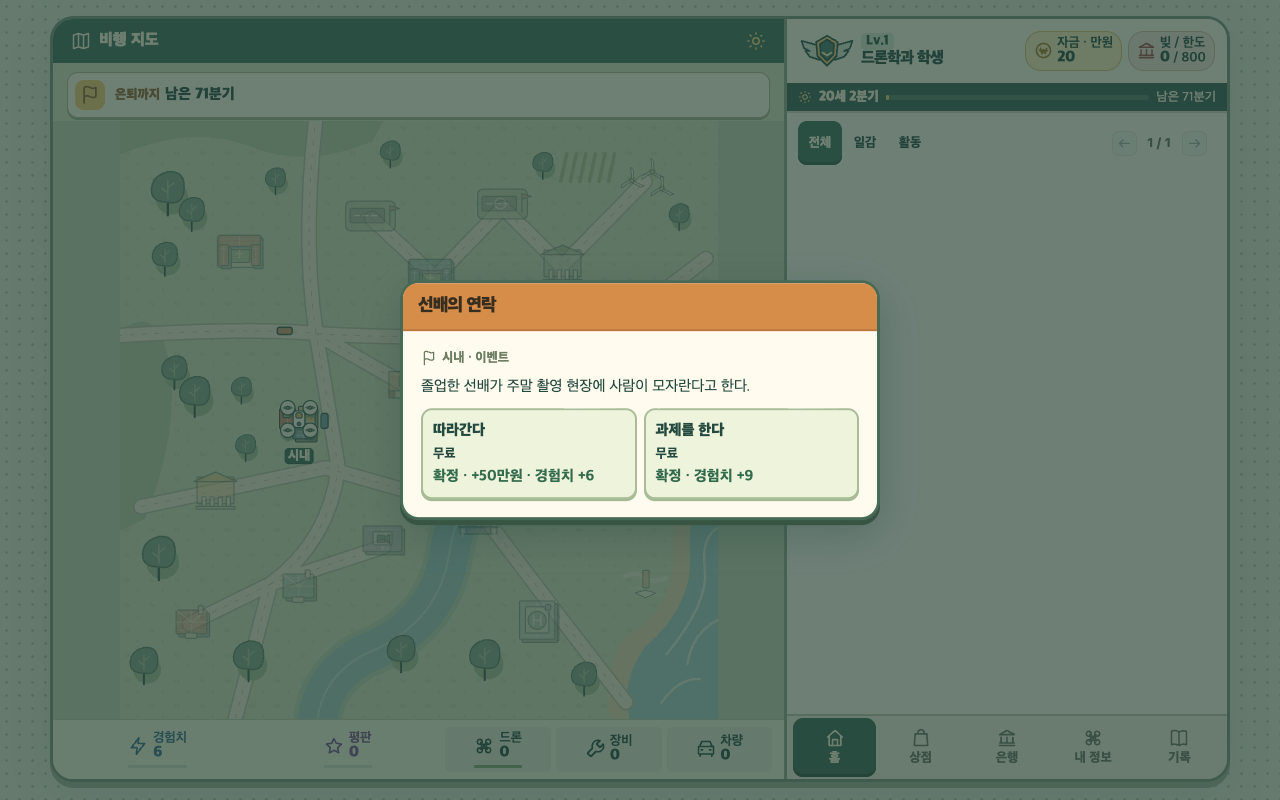 비행 지도
은퇴까지 남은 71분기
시내
경험치
6
평판
0
드론
0
장비
0
차량
0
Lv.1
드론학과 학생
자금 · 만원
20
빚 / 한도
0 / 800
20세 2분기
남은 71분기
전체
일감
활동
1 / 1
홈
상점
은행
내 정보
기록
선배의 연락
시내 · 이벤트
졸업한 선배가 주말 촬영 현장에 사람이 모자란다고 한다.
따라간다
무료
확정 · +50만원 · 경험치 +6
과제를 한다
무료
확정 · 경험치 +9